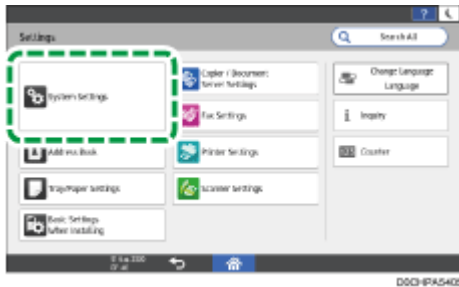 ?
Settings
Search All
System Settings
Copier / Document
Server Settings
Change Language
Language
Fax Settings
i Inquiry
Address Book
Printer Settings
Counter
Tray/Paper Settings
Scanner Settings
Basic Settings
When Installing
D0CHPA5405